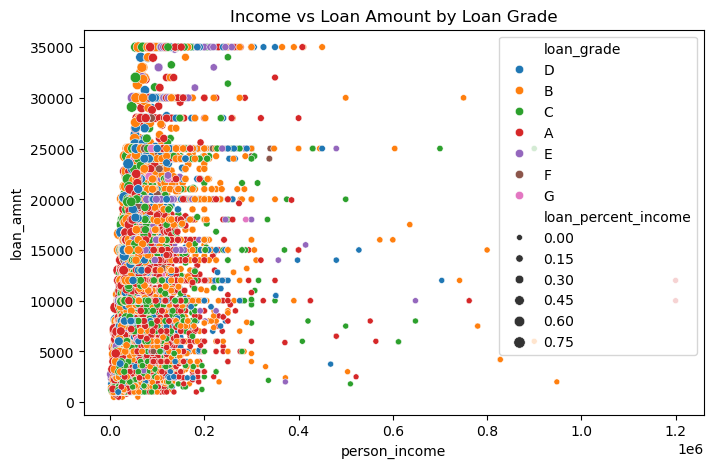 Income vs Loan Amount by Loan Grade
loan_amnt
35000
30000
25000
20000
15000
10000
5000
0
loan_grade
D
B
C
A
E
F
G
loan_percent_income
0.00
0.15
0.30
0.45
0.60
0.75
0.0
0.2
0.4
0.6
0.8
1.0
1.2
1e6
person_income